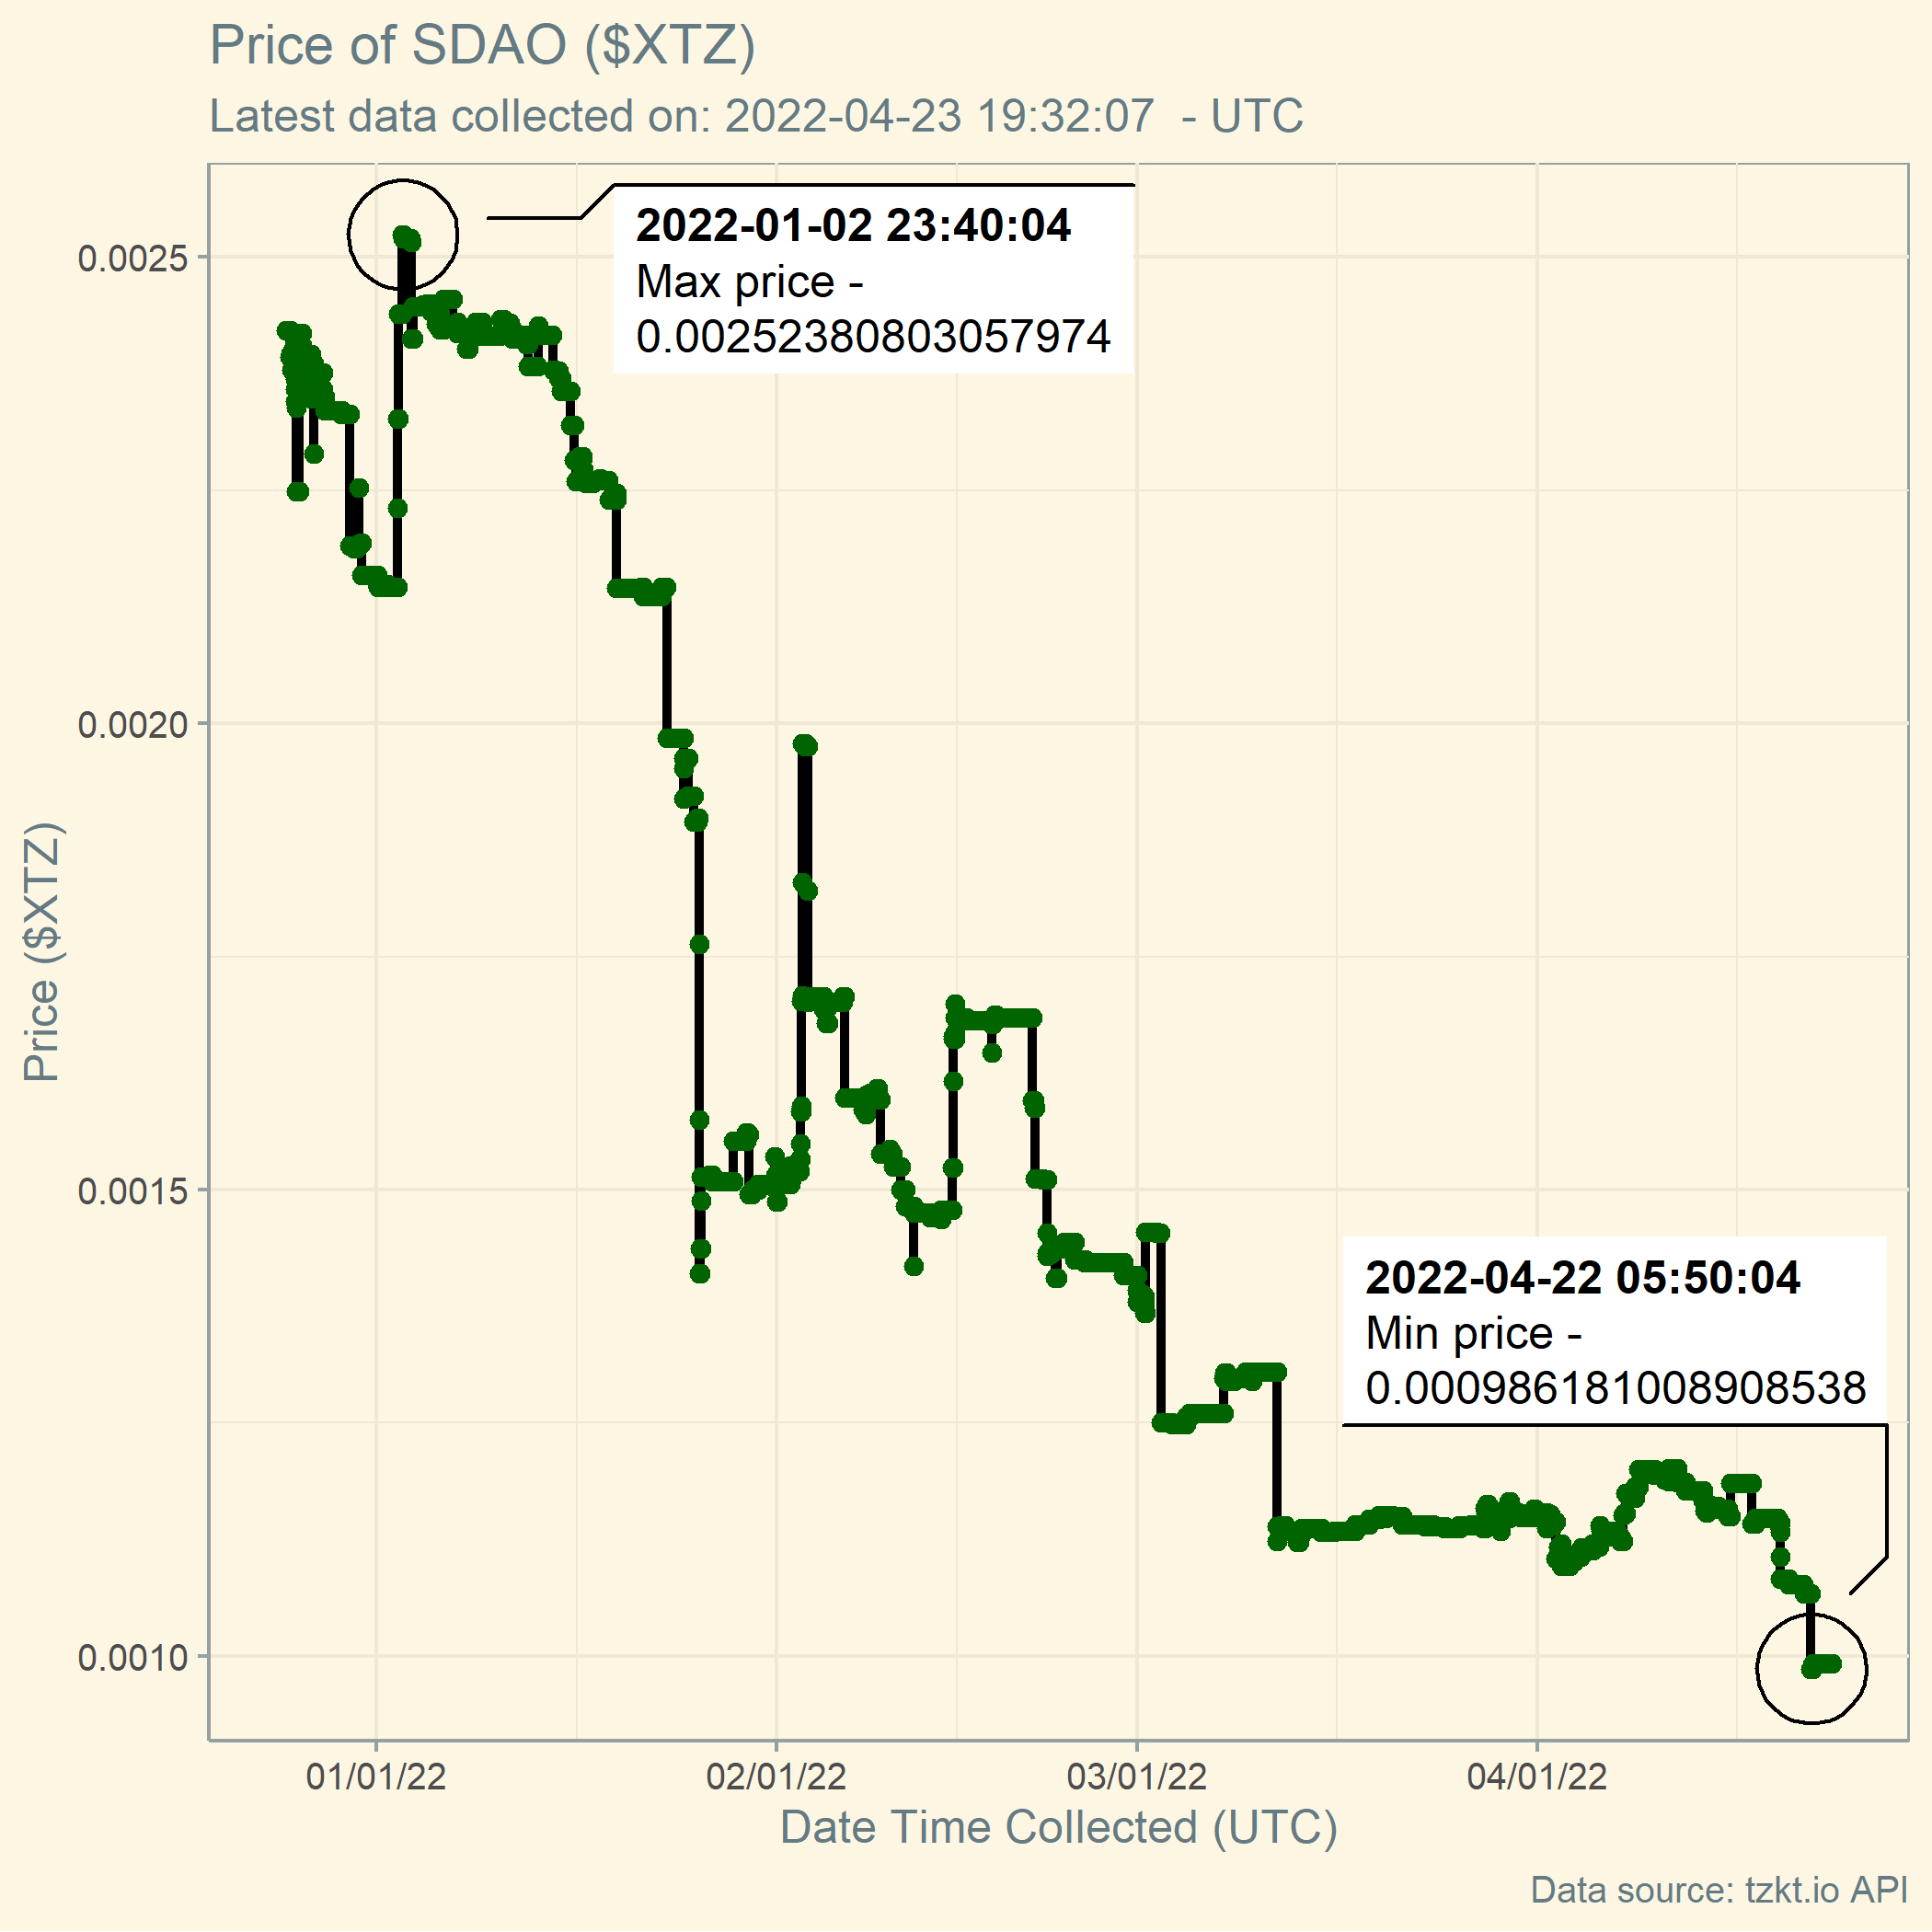 Price of SDAO ($XTZ)
Latest data collected on: 2022-04-23 19:32:07  - UTC
2022-01-02 23:40:04
Max price -
0.00252380803057974
0.0025
0.0020
0.0015
0.0010
Price ($XTZ)
2022-04-22 05:50:04
Min price -
0.000986181008908538
01/01/22
02/01/22
03/01/22
04/01/22
Date Time Collected (UTC)
Data source: tzkt.io API